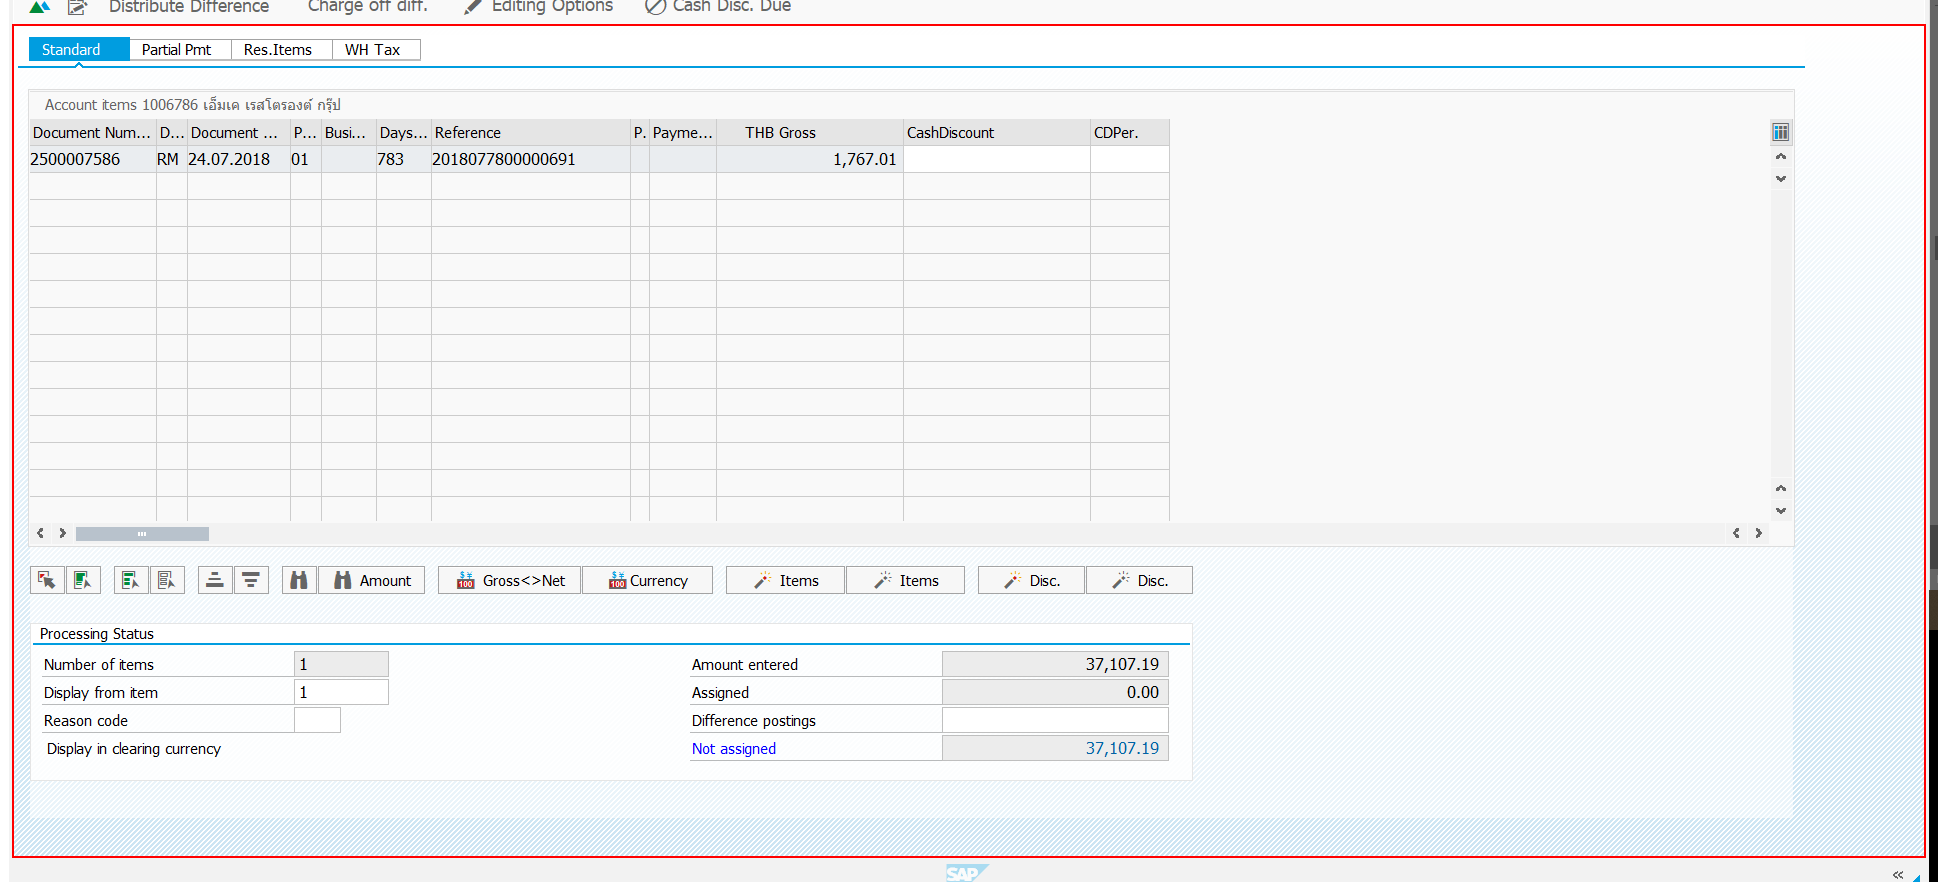 Distribute Difference Charge off diff. Editing Options Cash Disc. Due
Standard Partial Pmt Res.Items WH Tax
Account items 1006786 เอ็มเค เรสโตรองต์ กรุ๊ป
Document Num... D... Document ... P... Busi... Days... Reference P. Payme... THB Gross CashDiscount CDPer.
2500007586 RM 24.07.2018 01 783 2018077800000691 1,767.01
Amount Gross<>Net Currency Items Items Disc. Disc.
Processing Status
Number of items 1 Amount entered 37,107.19
Display from item 1 Assigned 0.00
Reason code Difference postings
Display in clearing currency Not assigned 37,107.19
SAP